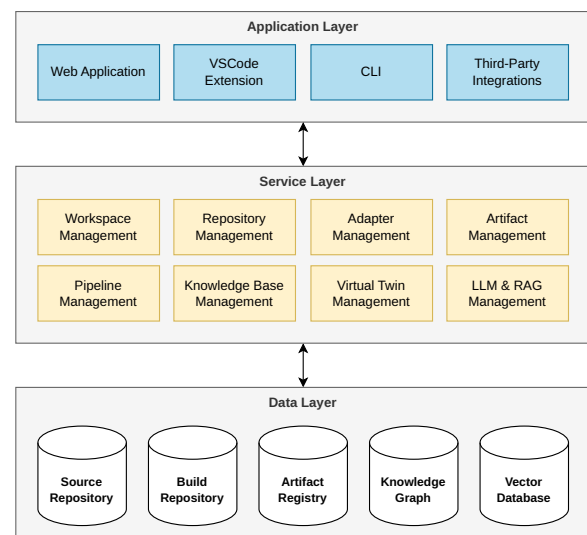 Application Layer
Web Application
VSCode
Extension
CLI
Third-Party
Integrations
Service Layer
Workspace
Management
Repository
Management
Adapter
Management
Artifact
Management
Pipeline
Management
Knowledge Base
Management
Virtual Twin
Management
LLM & RAG
Management
Data Layer
Source
Repository
Build
Repository
Artifact
Registry
Knowledge
Graph
Vector
Database